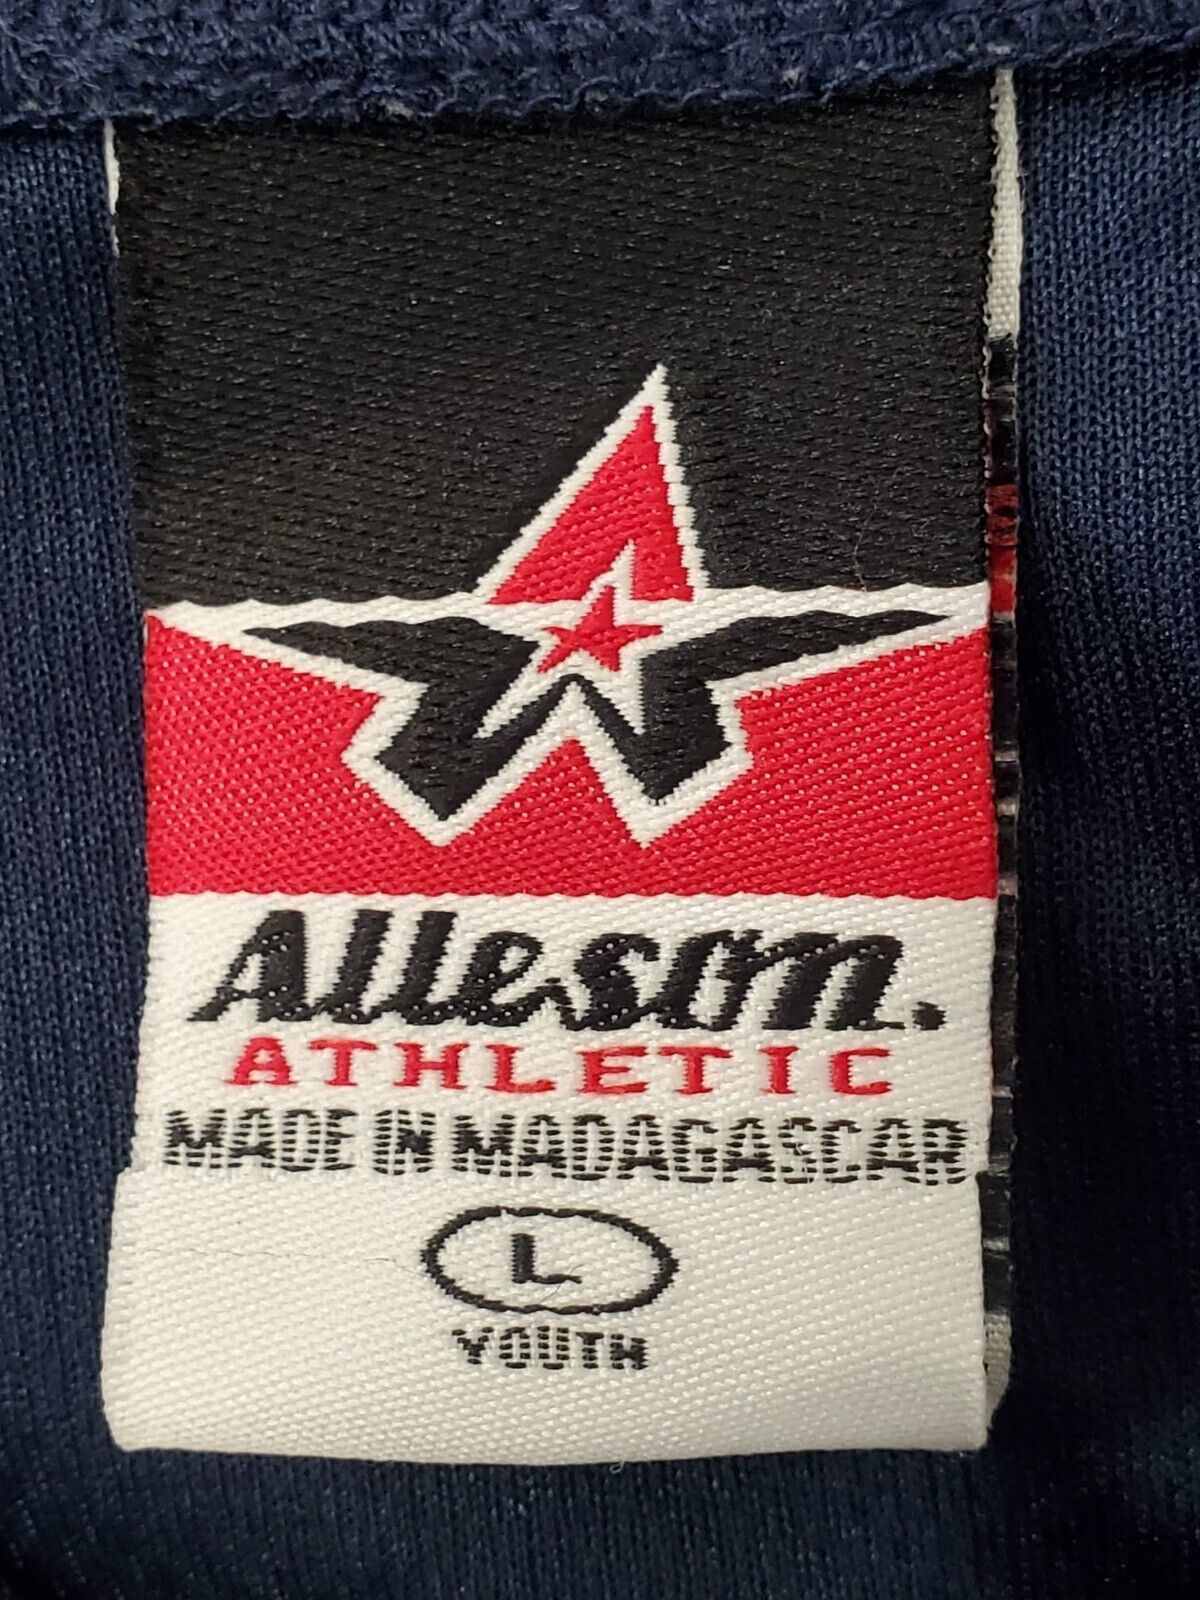 Alleson.
ATHLETIC
MADE IN MADAGASCAR
L
YOUTH